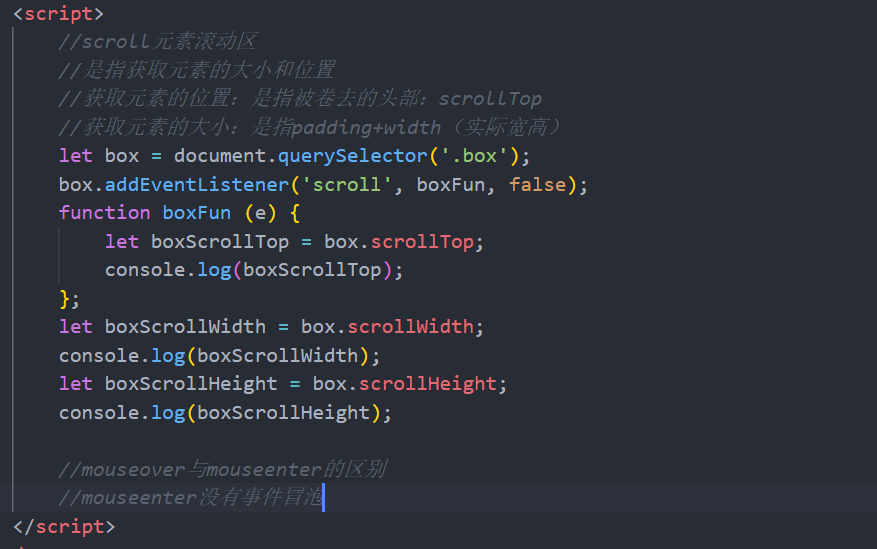 <script>
//scroll元素滚动区
//是指获取元素的大小和位置
//获取元素的位置：是指被卷去的头部：scrollTop
//获取元素的大小：是指padding+width（实际宽高）
let box = document.querySelector('.box');
box.addEventListener('scroll', boxFun, false);
function boxFun (e) {
let boxScrollTop = box.scrollTop;
console.log(boxScrollTop);
};
let boxScrollWidth = box.scrollWidth;
console.log(boxScrollWidth);
let boxScrollHeight = box.scrollHeight;
console.log(boxScrollHeight);
//mouseover与mouseenter的区别
//mouseenter没有事件冒泡
</script>